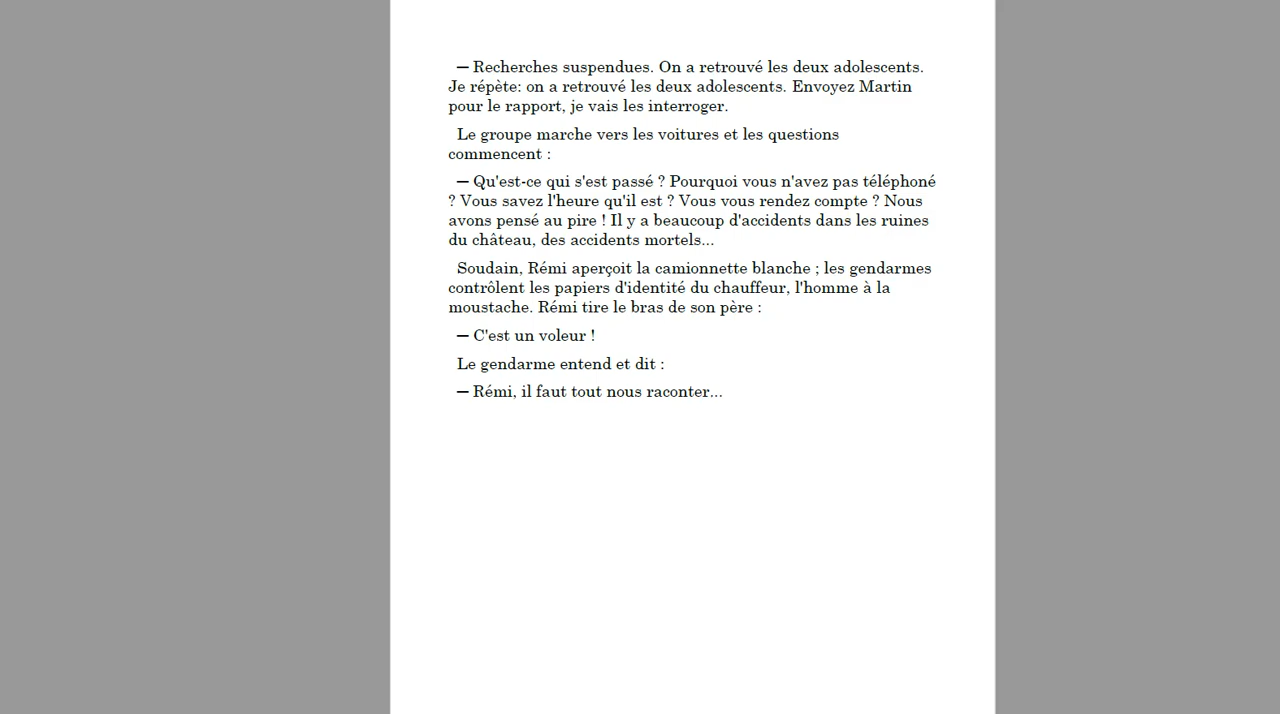 — Recherches suspendues. On a retrouvé les deux adolescents.
Je répète: on a retrouvé les deux adolescents. Envoyez Martin
pour le rapport, je vais les interroger.
Le groupe marche vers les voitures et les questions
commencent :
— Qu'est-ce qui s'est passé ? Pourquoi vous n'avez pas téléphoné
? Vous savez l'heure qu'il est ? Vous vous rendez compte ? Nous
avons pensé au pire ! Il y a beaucoup d'accidents dans les ruines
du château, des accidents mortels...
Soudain, Rémi aperçoit la camionnette blanche ; les gendarmes
contrôlent les papiers d'identité du chauffeur, l'homme à la
moustache. Rémi tire le bras de son père :
— C'est un voleur !
Le gendarme entend et dit :
— Rémi, il faut tout nous raconter...